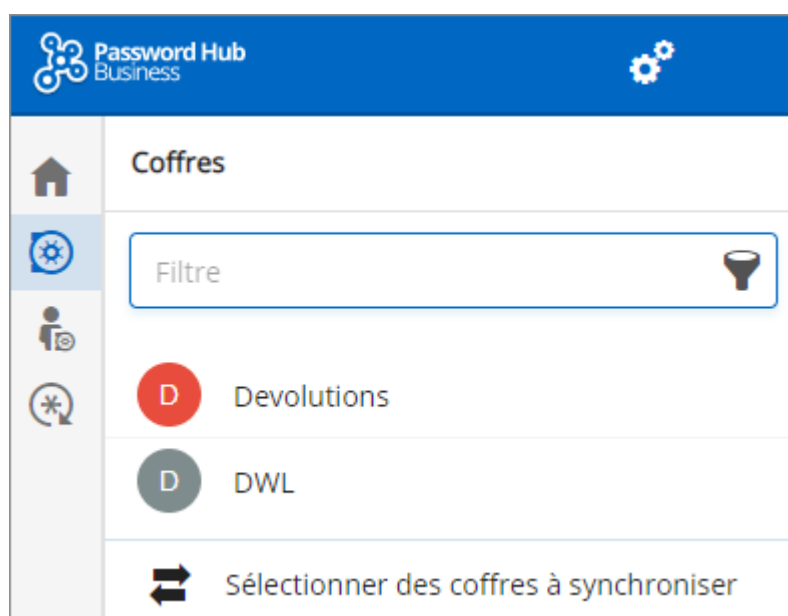 Password Hub
Business
Coffres
Filtre
D Devolutions
D DWL
Sélectionner des coffres à synchroniser